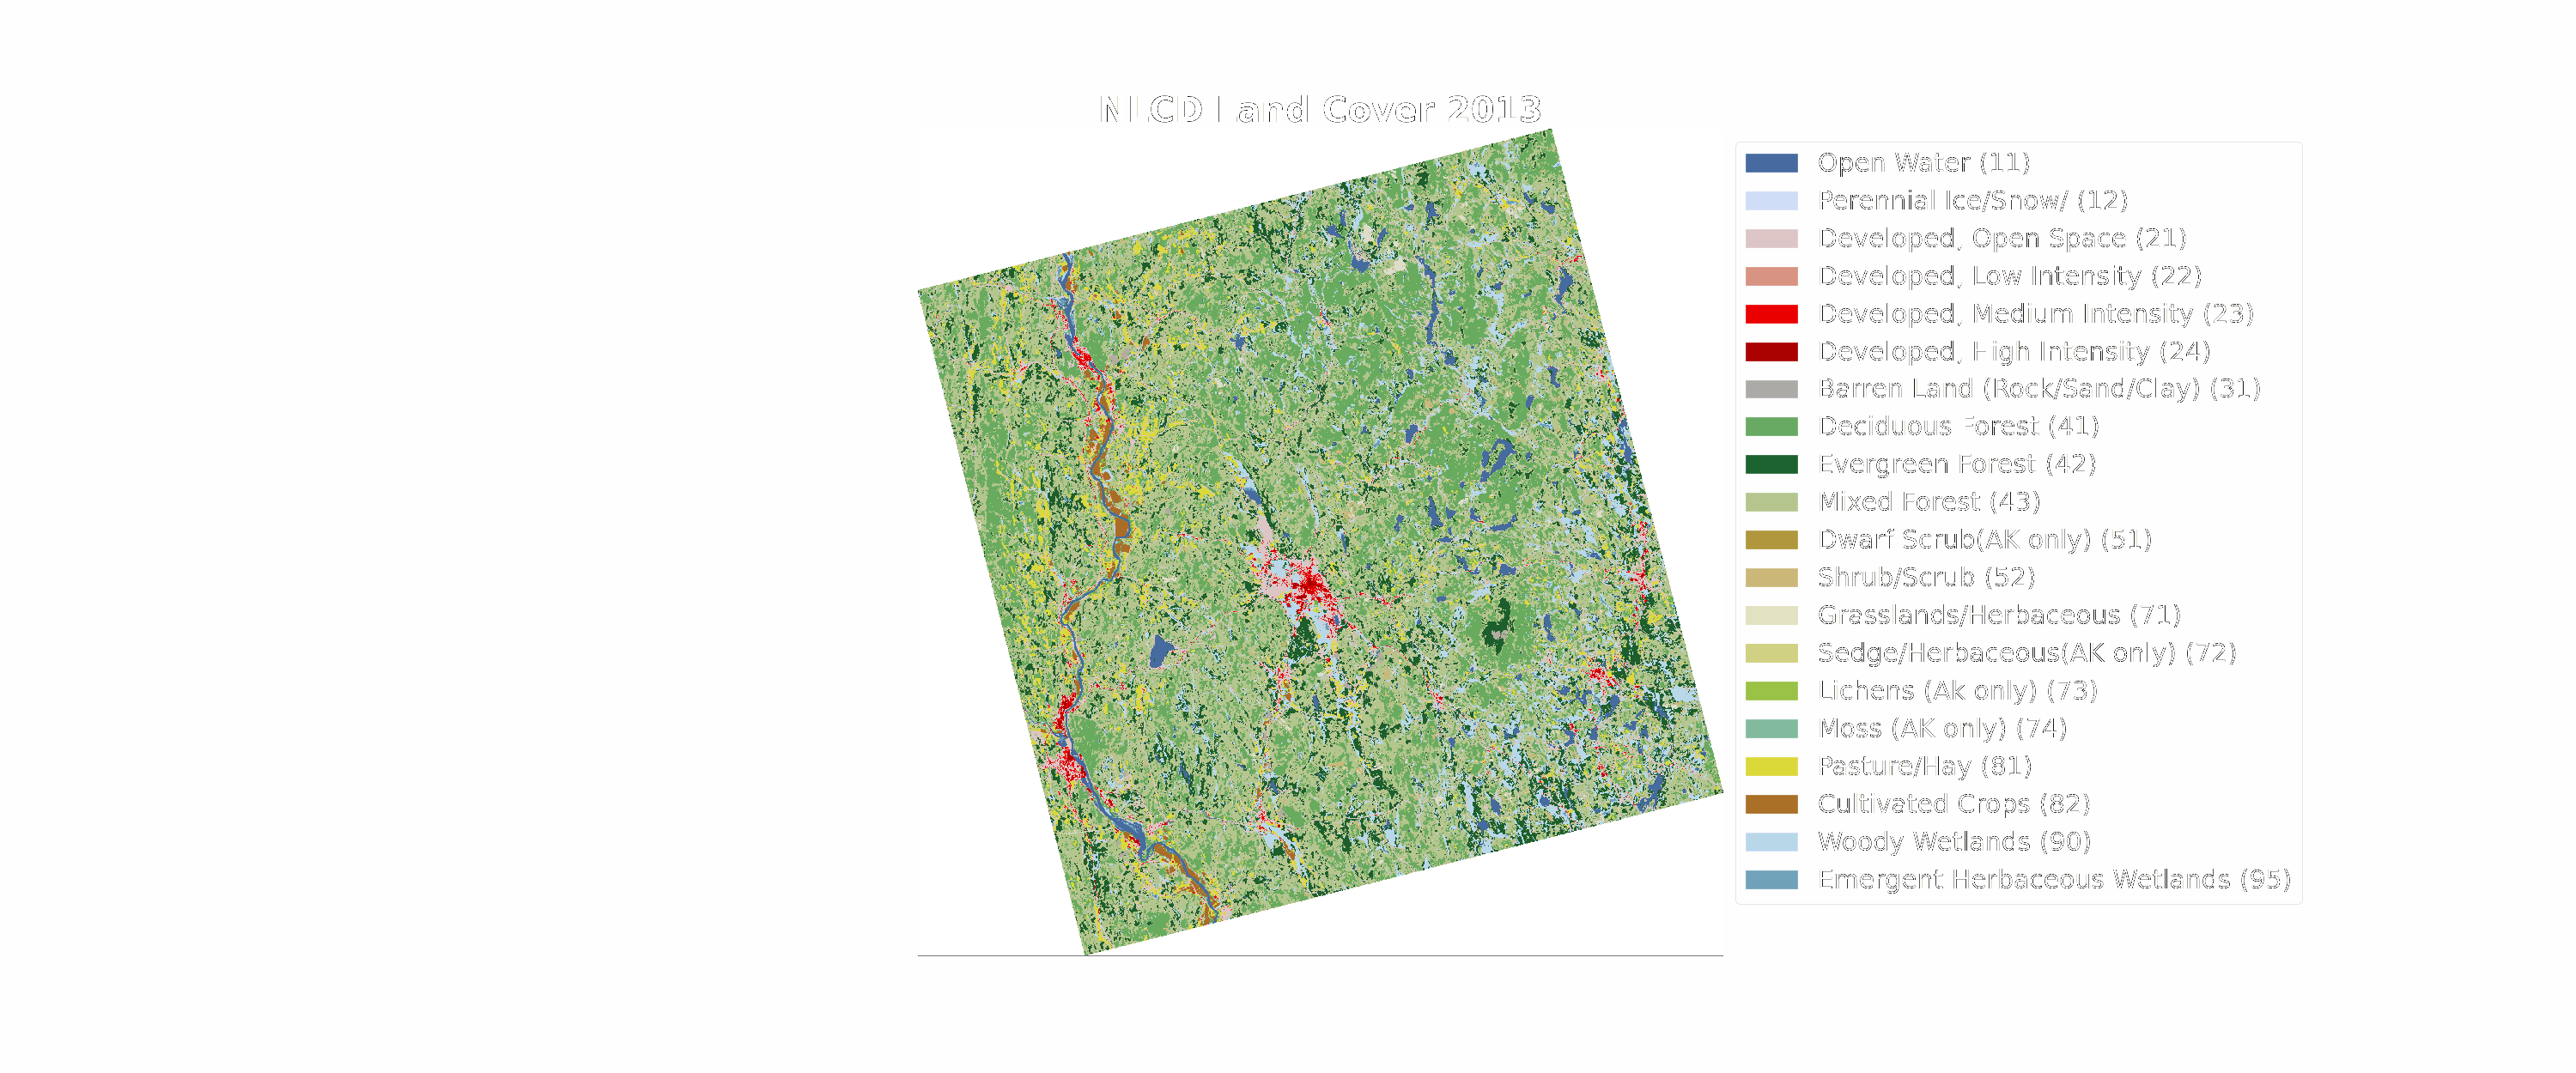 NLCD Land Cover 2013
Open Water (11)
Perennial Ice/Snow/ (12)
Developed, Open Space (21)
Developed, Low Intensity (22)
Developed, Medium Intensity (23)
Developed, High Intensity (24)
Barren Land (Rock/Sand/Clay) (31)
Deciduous Forest (41)
Evergreen Forest (42)
Mixed Forest (43)
Dwarf Scrub(AK only) (51)
Shrub/Scrub (52)
Grasslands/Herbaceous (71)
Sedge/Herbaceous(AK only) (72)
Lichens (Ak only) (73)
Moss (AK only) (74)
Pasture/Hay (81)
Cultivated Crops (82)
Woody Wetlands (90)
Emergent Herbaceous Wetlands (95)